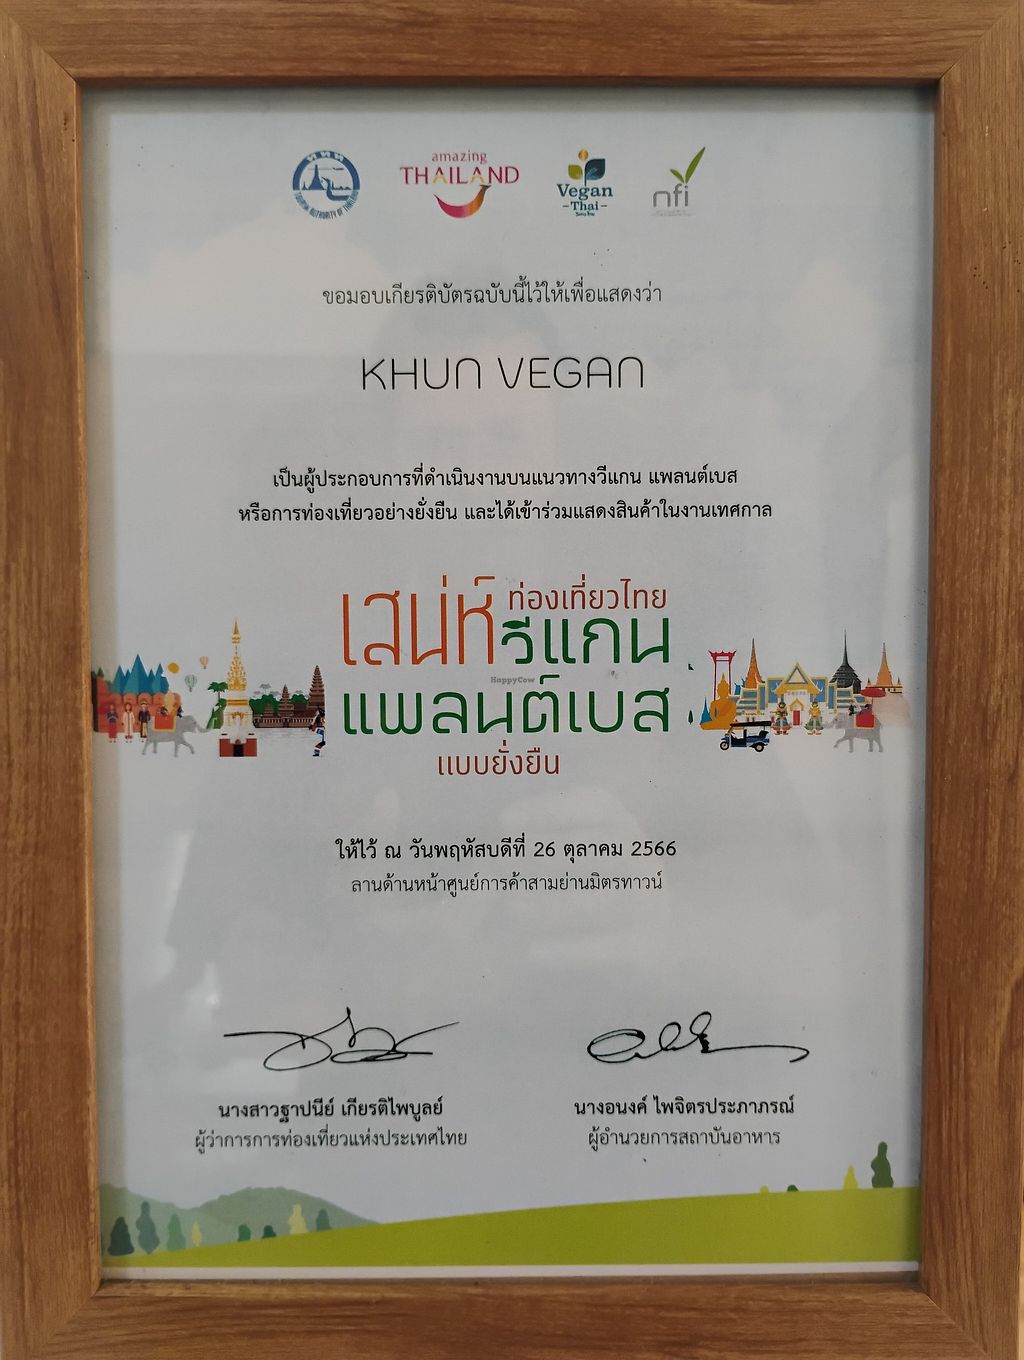 ททท
TOURISM AUTHORITY OF THAILAND
amazing
THAILAND
Vegan
-Thai-
nfi
ขอมอบเกียรติบัตรฉบับนี้ไว้ให้เพื่อแสดงว่า
KHUN VEGAN
เป็นผู้ประกอบการที่ดำเนินงานบนแนวทางวีแกน แพลนต์เบส
หรือการท่องเที่ยวอย่างยั่งยืน และได้เข้าร่วมแสดงสินค้าในงานเทศกาล
เสน่ห์ ท่องเที่ยวไทย
วีแกน
HappyCow
แพลนต์เบส
แบบยั่งยืน
ให้ไว้ ณ วันพฤหัสบดีที่ 26 ตุลาคม 2566
ลานด้านหน้าศูนย์การค้าสามย่านมิตรทาวน์
นางสาวฐาปนีย์ เกียรติไพบูลย์
ผู้ว่าการการท่องเที่ยวแห่งประเทศไทย
นางอนงค์ ไพจิตรประภาภรณ์
ผู้อำนวยการสถาบันอาหาร